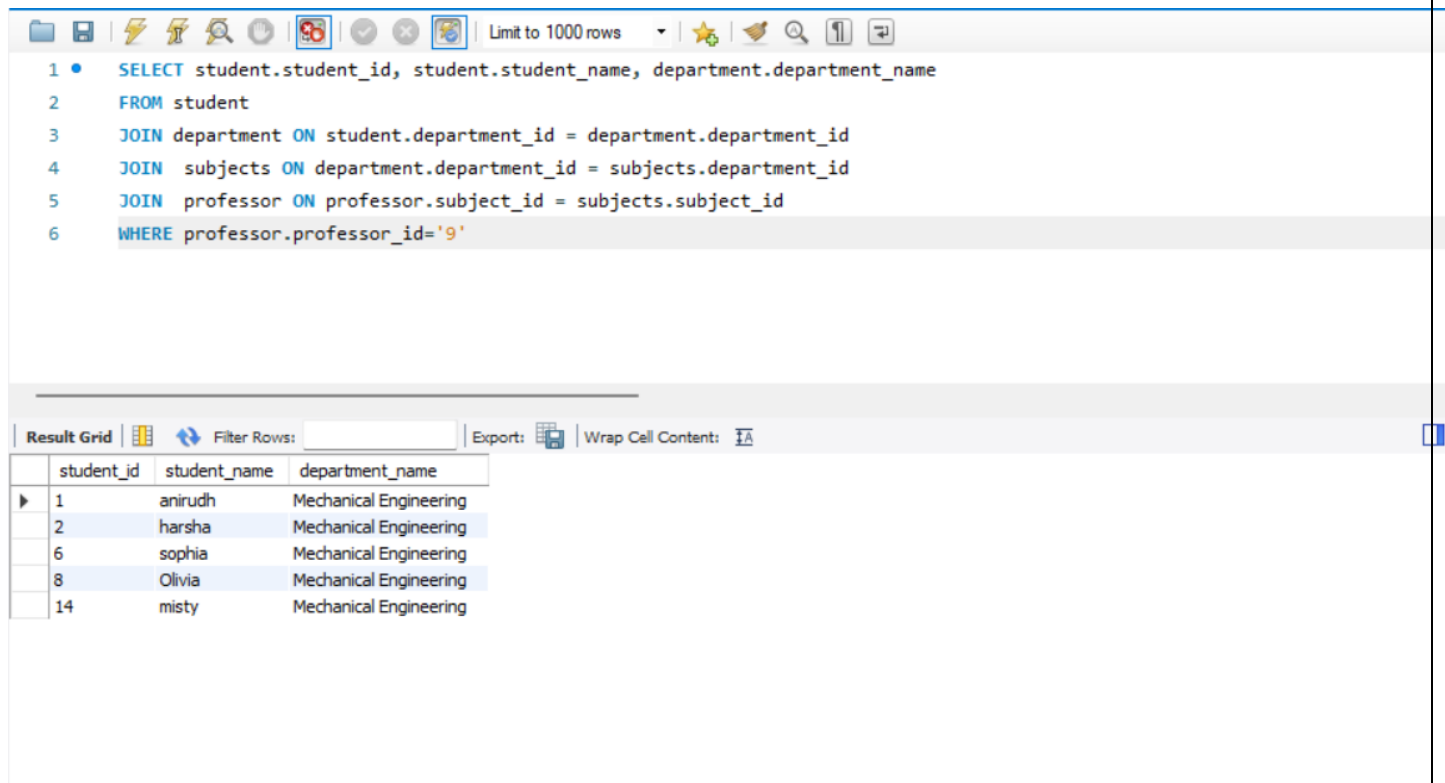 Limit to 1000 rows
1 SELECT student.student_id, student.student_name, department.department_name
2 FROM student
3 JOIN department ON student.department_id = department.department_id
4 JOIN  subjects ON department.department_id = subjects.department_id
5 JOIN  professor ON professor.subject_id = subjects.subject_id
6 WHERE professor.professor_id='9'
Result Grid Filter Rows: Export: Wrap Cell Content:
student_id student_name department_name
1 anirudh Mechanical Engineering
2 harsha Mechanical Engineering
6 sophia Mechanical Engineering
8 Olivia Mechanical Engineering
14 misty Mechanical Engineering